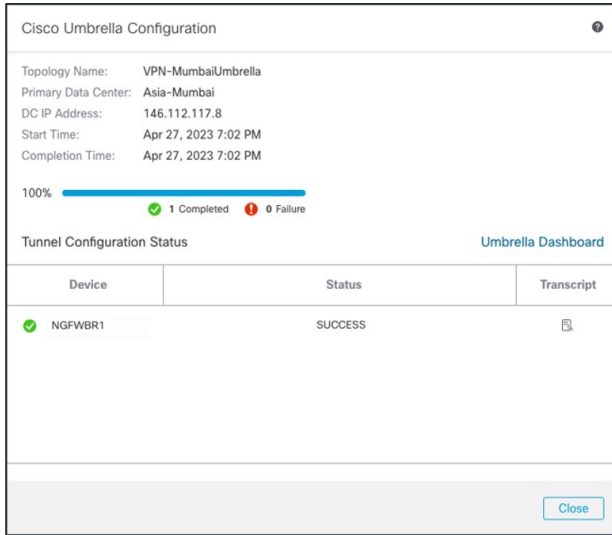 Cisco Umbrella Configuration
Topology Name: VPN-MumbaiUmbrella
Primary Data Center: Asia-Mumbai
DC IP Address: 146.112.117.8
Start Time: Apr 27, 2023 7:02 PM
Completion Time: Apr 27, 2023 7:02 PM
100%
1 Completed 0 Failure
Tunnel Configuration Status Umbrella Dashboard
Device Status Transcript
NGFWBR1 SUCCESS
Close